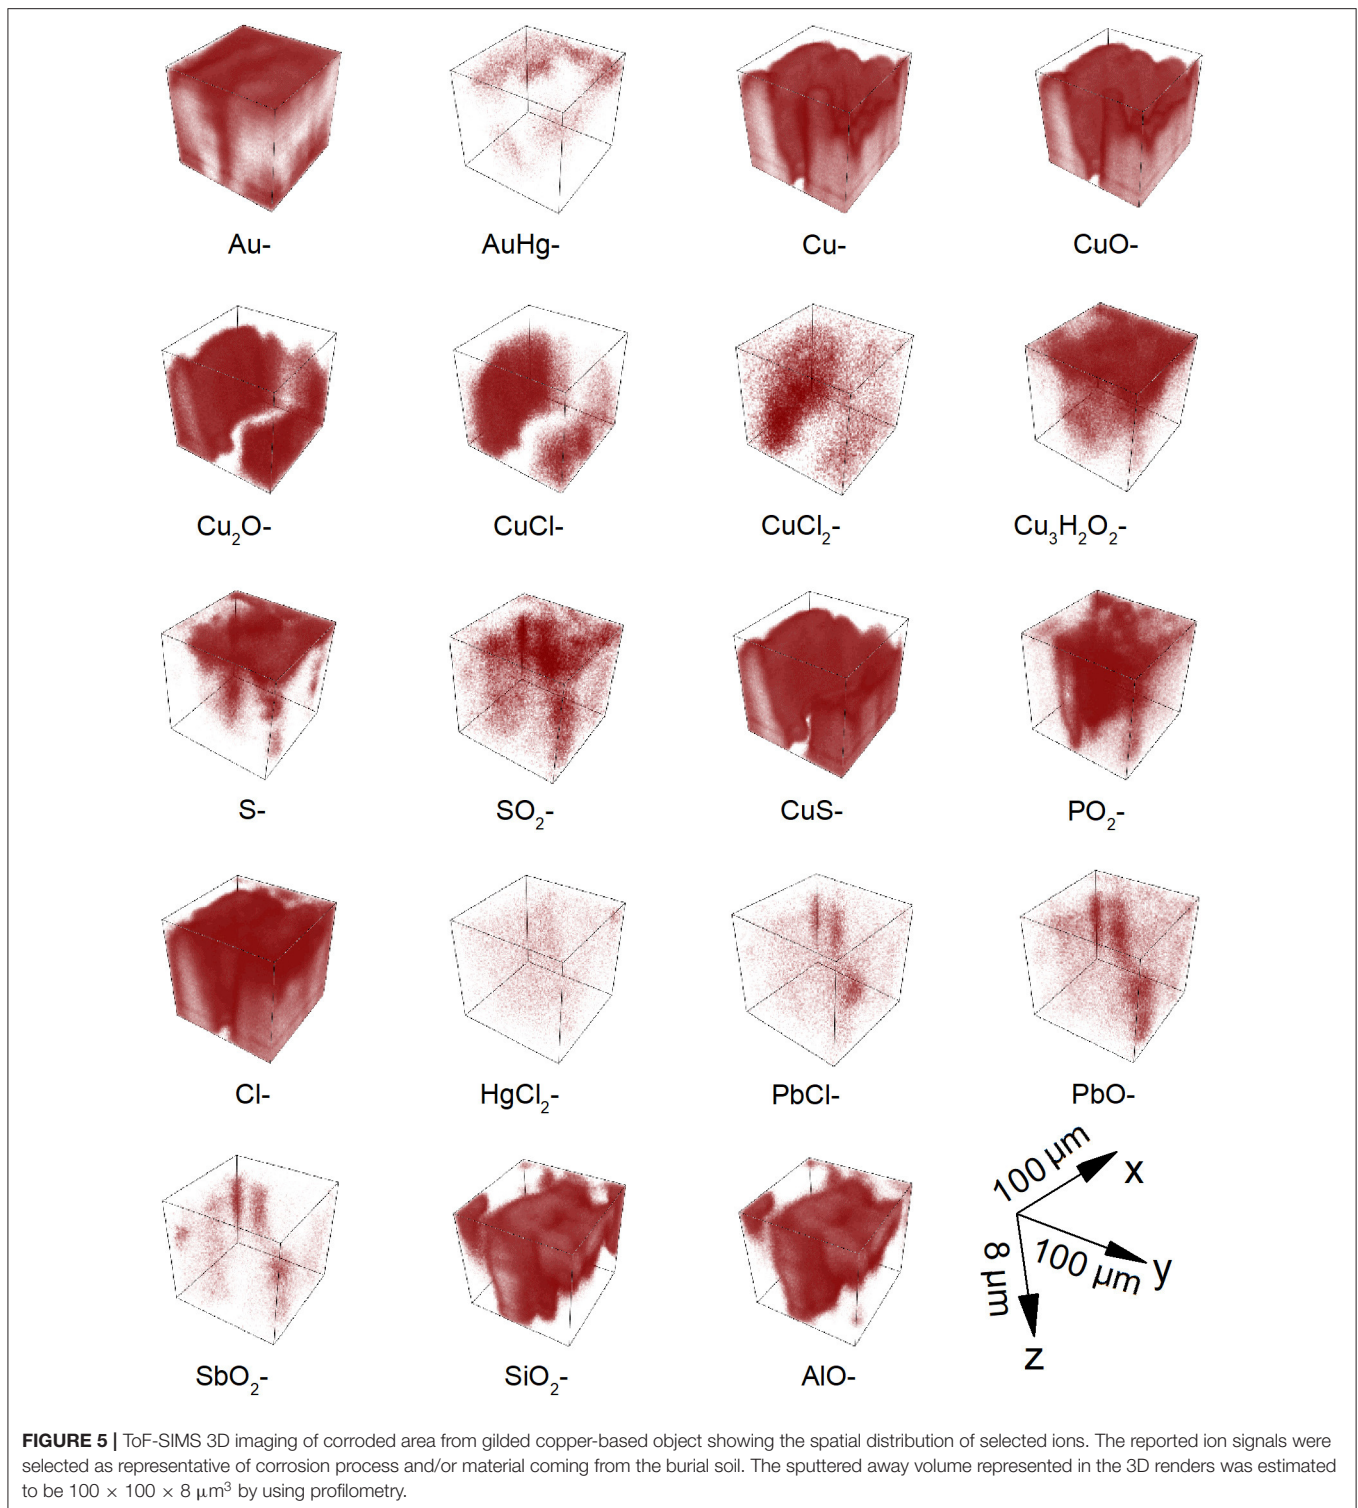 Au- AuHg- Cu- CuO-
Cu₂O- CuCl- CuCl₂- Cu₃H₂O₂-
S- SO₂- CuS- PO₂-
Cl- HgCl₂- PbCl- PbO-
100 µm x
100 µm y
8 µm z
SbO₂- SiO₂- AlO-
FIGURE 5 | ToF-SIMS 3D imaging of corroded area from gilded copper-based object showing the spatial distribution of selected ions. The reported ion signals were
selected as representative of corrosion process and/or material coming from the burial soil. The sputtered away volume represented in the 3D renders was estimated
to be 100 × 100 × 8 µm³ by using profilometry.